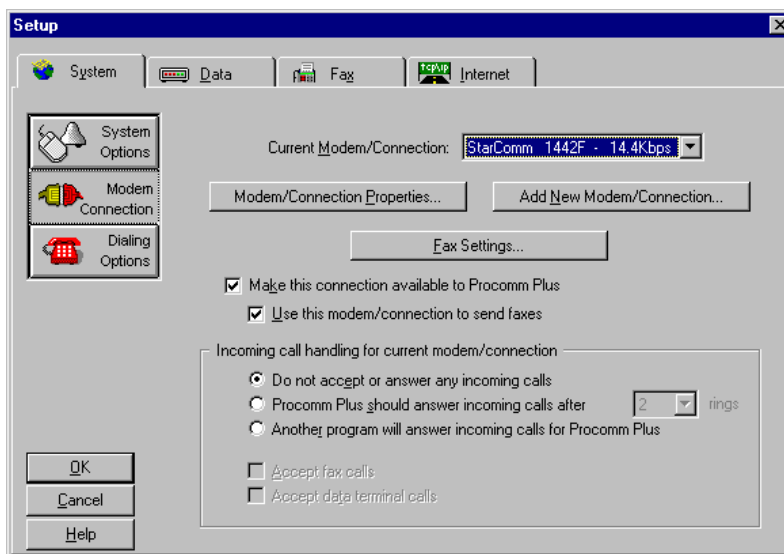 Setup
System
Data
Fax
TCP\IP
Internet
System
Options
Modem
Connection
Dialing
Options
Current Modem/Connection:
StarComm 1442F - 14.4Kbps
Modem/Connection Properties...
Add New Modem/Connection...
Fax Settings...
Make this connection available to Procomm Plus
Use this modem/connection to send faxes
Incoming call handling for current modem/connection
Do not accept or answer any incoming calls
Procomm Plus should answer incoming calls after 2 rings
Another program will answer incoming calls for Procomm Plus
Accept fax calls
Accept data terminal calls
OK
Cancel
Help